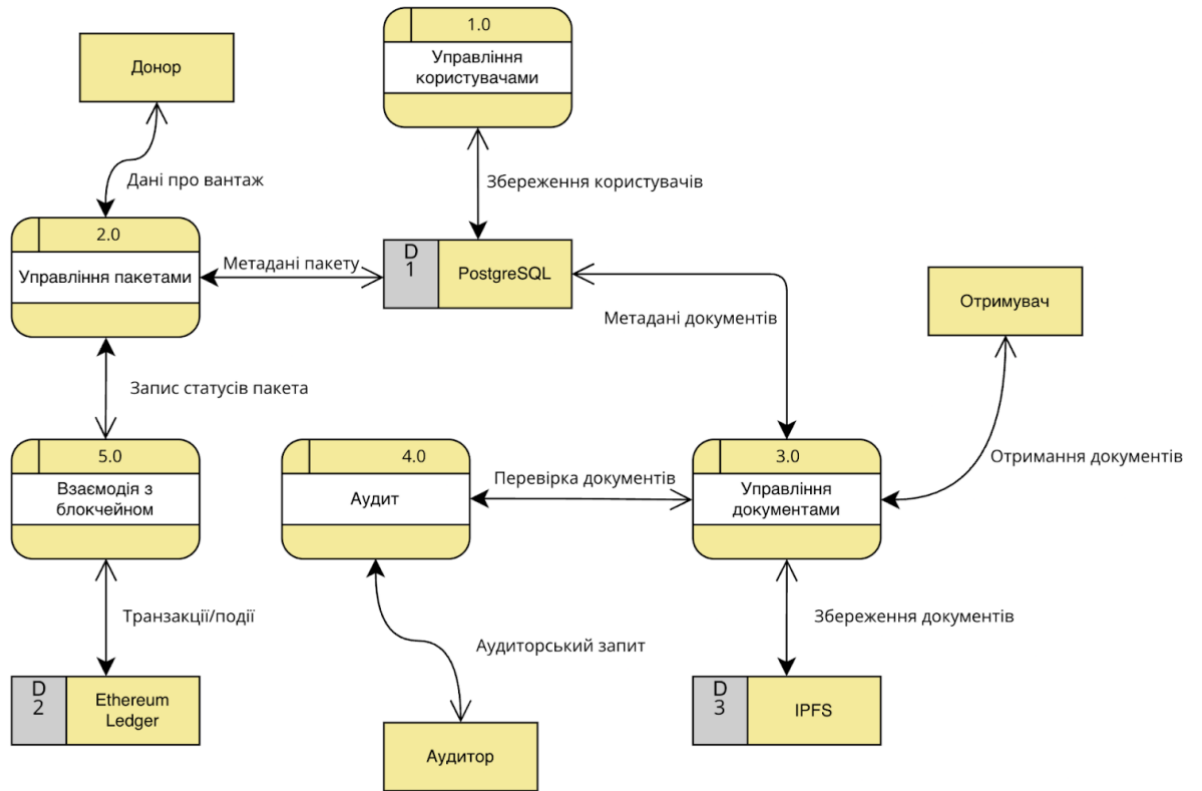 1.0
Управління
користувачами
Донор
Дані про вантаж
Збереження користувачів
2.0
Управління пакетами
Метадані пакету
D
1
PostgreSQL
Метадані документів
Отримувач
Запис статусів пакета
5.0
Взаємодія з
блокчейном
4.0
Аудит
Перевірка документів
3.0
Управління
документами
Отримання документів
Транзакції/події
Аудиторський запит
Збереження документів
D
2
Ethereum
Ledger
Аудитор
D
3
IPFS